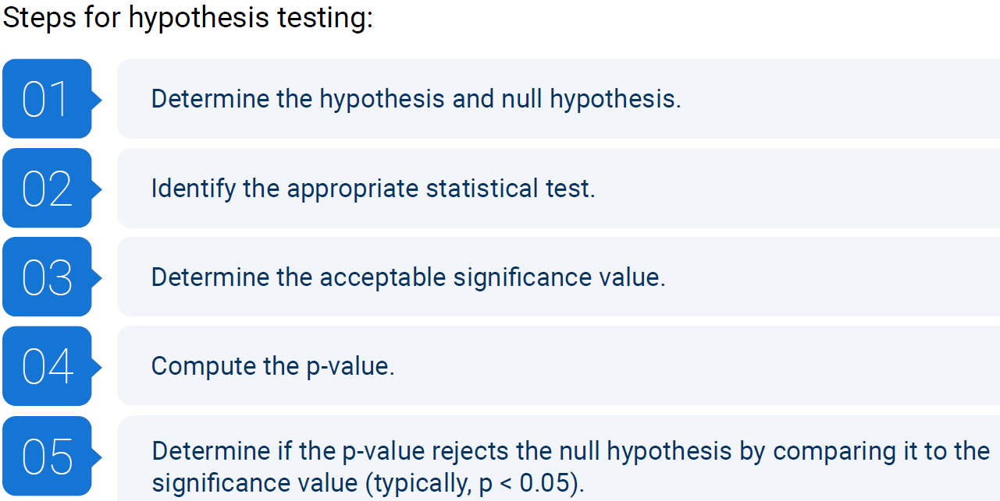 Steps for hypothesis testing:
01
Determine the hypothesis and null hypothesis.
02
Identify the appropriate statistical test.
03
Determine the acceptable significance value.
04
Compute the p-value.
05
Determine if the p-value rejects the null hypothesis by comparing it to the
significance value (typically, p < 0.05).